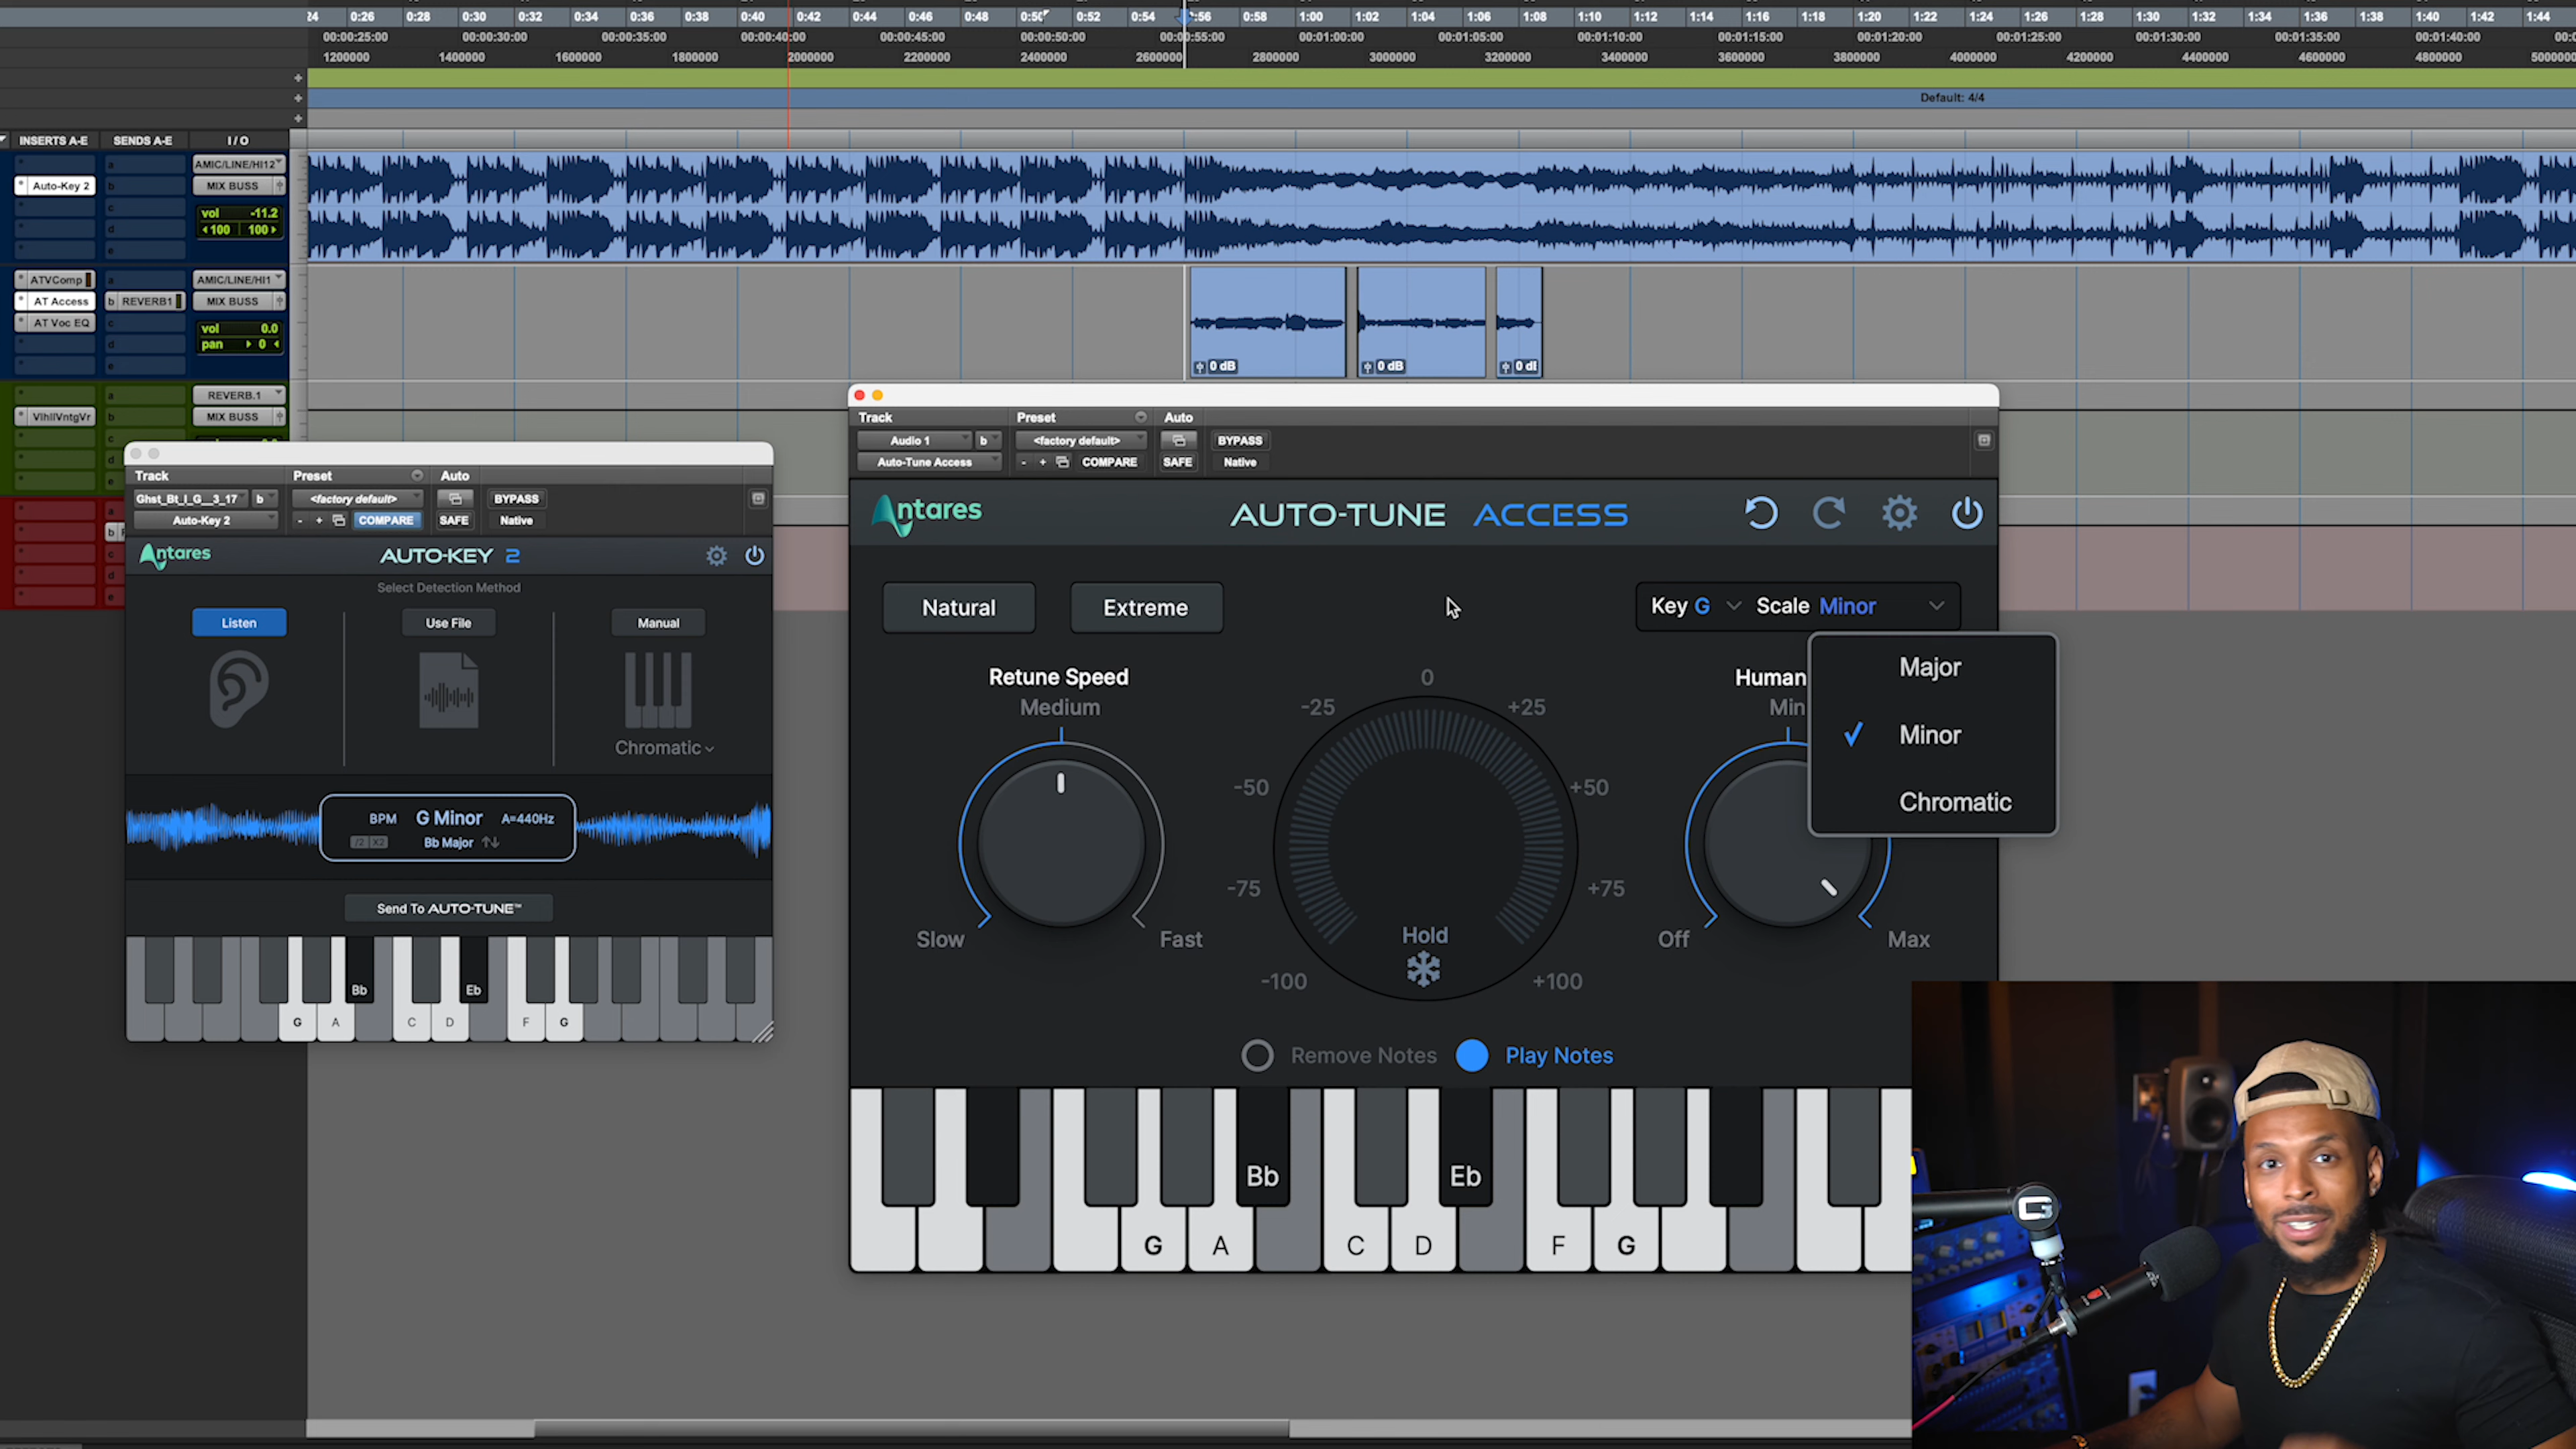 24 0:26 0:28 0:30 0:32 0:34 0:36 0:38 0:40 0:42 0:44 0:46 0:48 0:50 0:52 0:54 0:56 0:58 1:00 1:02 1:04 1:06 1:08 1:10 1:12 1:14 1:16 1:18 1:20 1:22 1:24 1:26 1:28 1:30 1:32 1:34 1:36 1:38 1:40 1:42 1:44
00:00:25:00 00:00:30:00 00:00:35:00 00:00:40:00 00:00:45:00 00:00:50:00 00:00:55:00 00:01:00:00 00:01:05:00 00:01:10:00 00:01:15:00 00:01:20:00 00:01:25:00 00:01:30:00 00:01:35:00 00:01:40:00
1200000 1400000 1600000 1800000 2000000 2200000 2400000 2600000 2800000 3000000 3200000 3400000 3600000 3800000 4000000 4200000 4400000 4600000 4800000 5000000
Default: 4/4
INSERTS A-E SENDS A-E I / O
a AMIC/LINE/HI12
Auto-Key 2 b MIX BUSS
c vol -11.2
d 100 100
e
ATVComp a AMIC/LINE/HI1
AT Access b REVERB1 MIX BUSS
AT Voc EQ c vol 0.0
d pan 0
e
0 dB 0 dB 0 dB
a REVERB.1
VlhllVntgVr b MIX BUSS
c
d
e
a
b
c
d
e
Track Preset Auto
Ghst_Bt_I_G__3_17 b <factory default> BYPASS
Auto-Key 2 - + COMPARE SAFE Native
Antares AUTO-KEY 2
Select Detection Method
Listen Use File Manual
Chromatic
BPM G Minor A=440Hz
/2 X2 Bb Major
Send To AUTO-TUNE™
Bb Eb
G A C D F G
Track Preset Auto
Audio 1 b <factory default> BYPASS
Auto-Tune Access - + COMPARE SAFE Native
Antares AUTO-TUNE ACCESS
Natural Extreme Key G Scale Minor
Major
Minor
Chromatic
Retune Speed
Medium
Slow Fast
0
-25 +25
-50 +50
-75 +75
-100 +100
Hold
Human
Min
Off Max
Remove Notes Play Notes
Bb Eb
G A C D F G